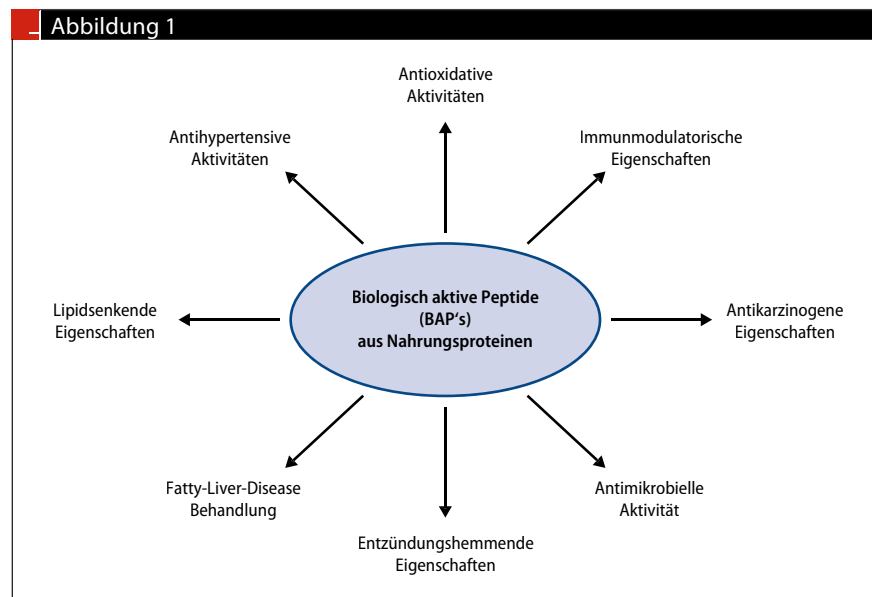 Abbildung 1
Antioxidative
Aktivitäten
Antihypertensive
Aktivitäten
Immunmodulatorische
Eigenschaften
Lipidsenkende
Eigenschaften
Biologisch aktive Peptide
(BAP‘s)
aus Nahrungsproteinen
Antikarzinogene
Eigenschaften
Fatty-Liver-Disease
Behandlung
Antimikrobielle
Aktivität
Entzündungshemmende
Eigenschaften